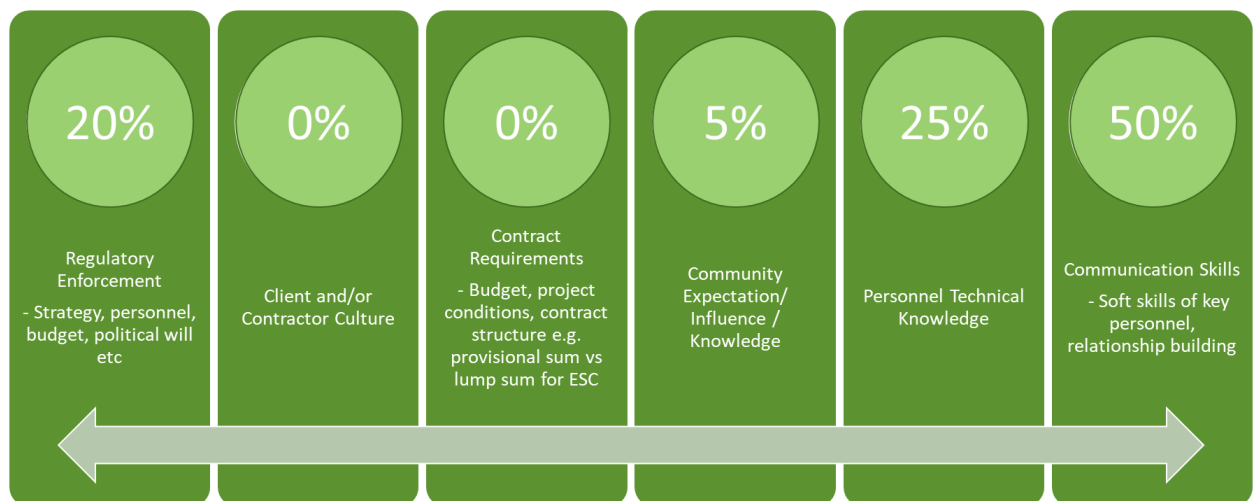 20%
Regulatory
Enforcement
- Strategy, personnel,
budget, political will
etc
0%
Client and/or
Contractor Culture
0%
Contract
Requirements
- Budget, project
conditions, contract
structure e.g.
provisional sum vs
lump sum for ESC
5%
Community
Expectation/
Influence /
Knowledge
25%
Personnel Technical
Knowledge
50%
Communication Skills
- Soft skills of key
personnel,
relationship building